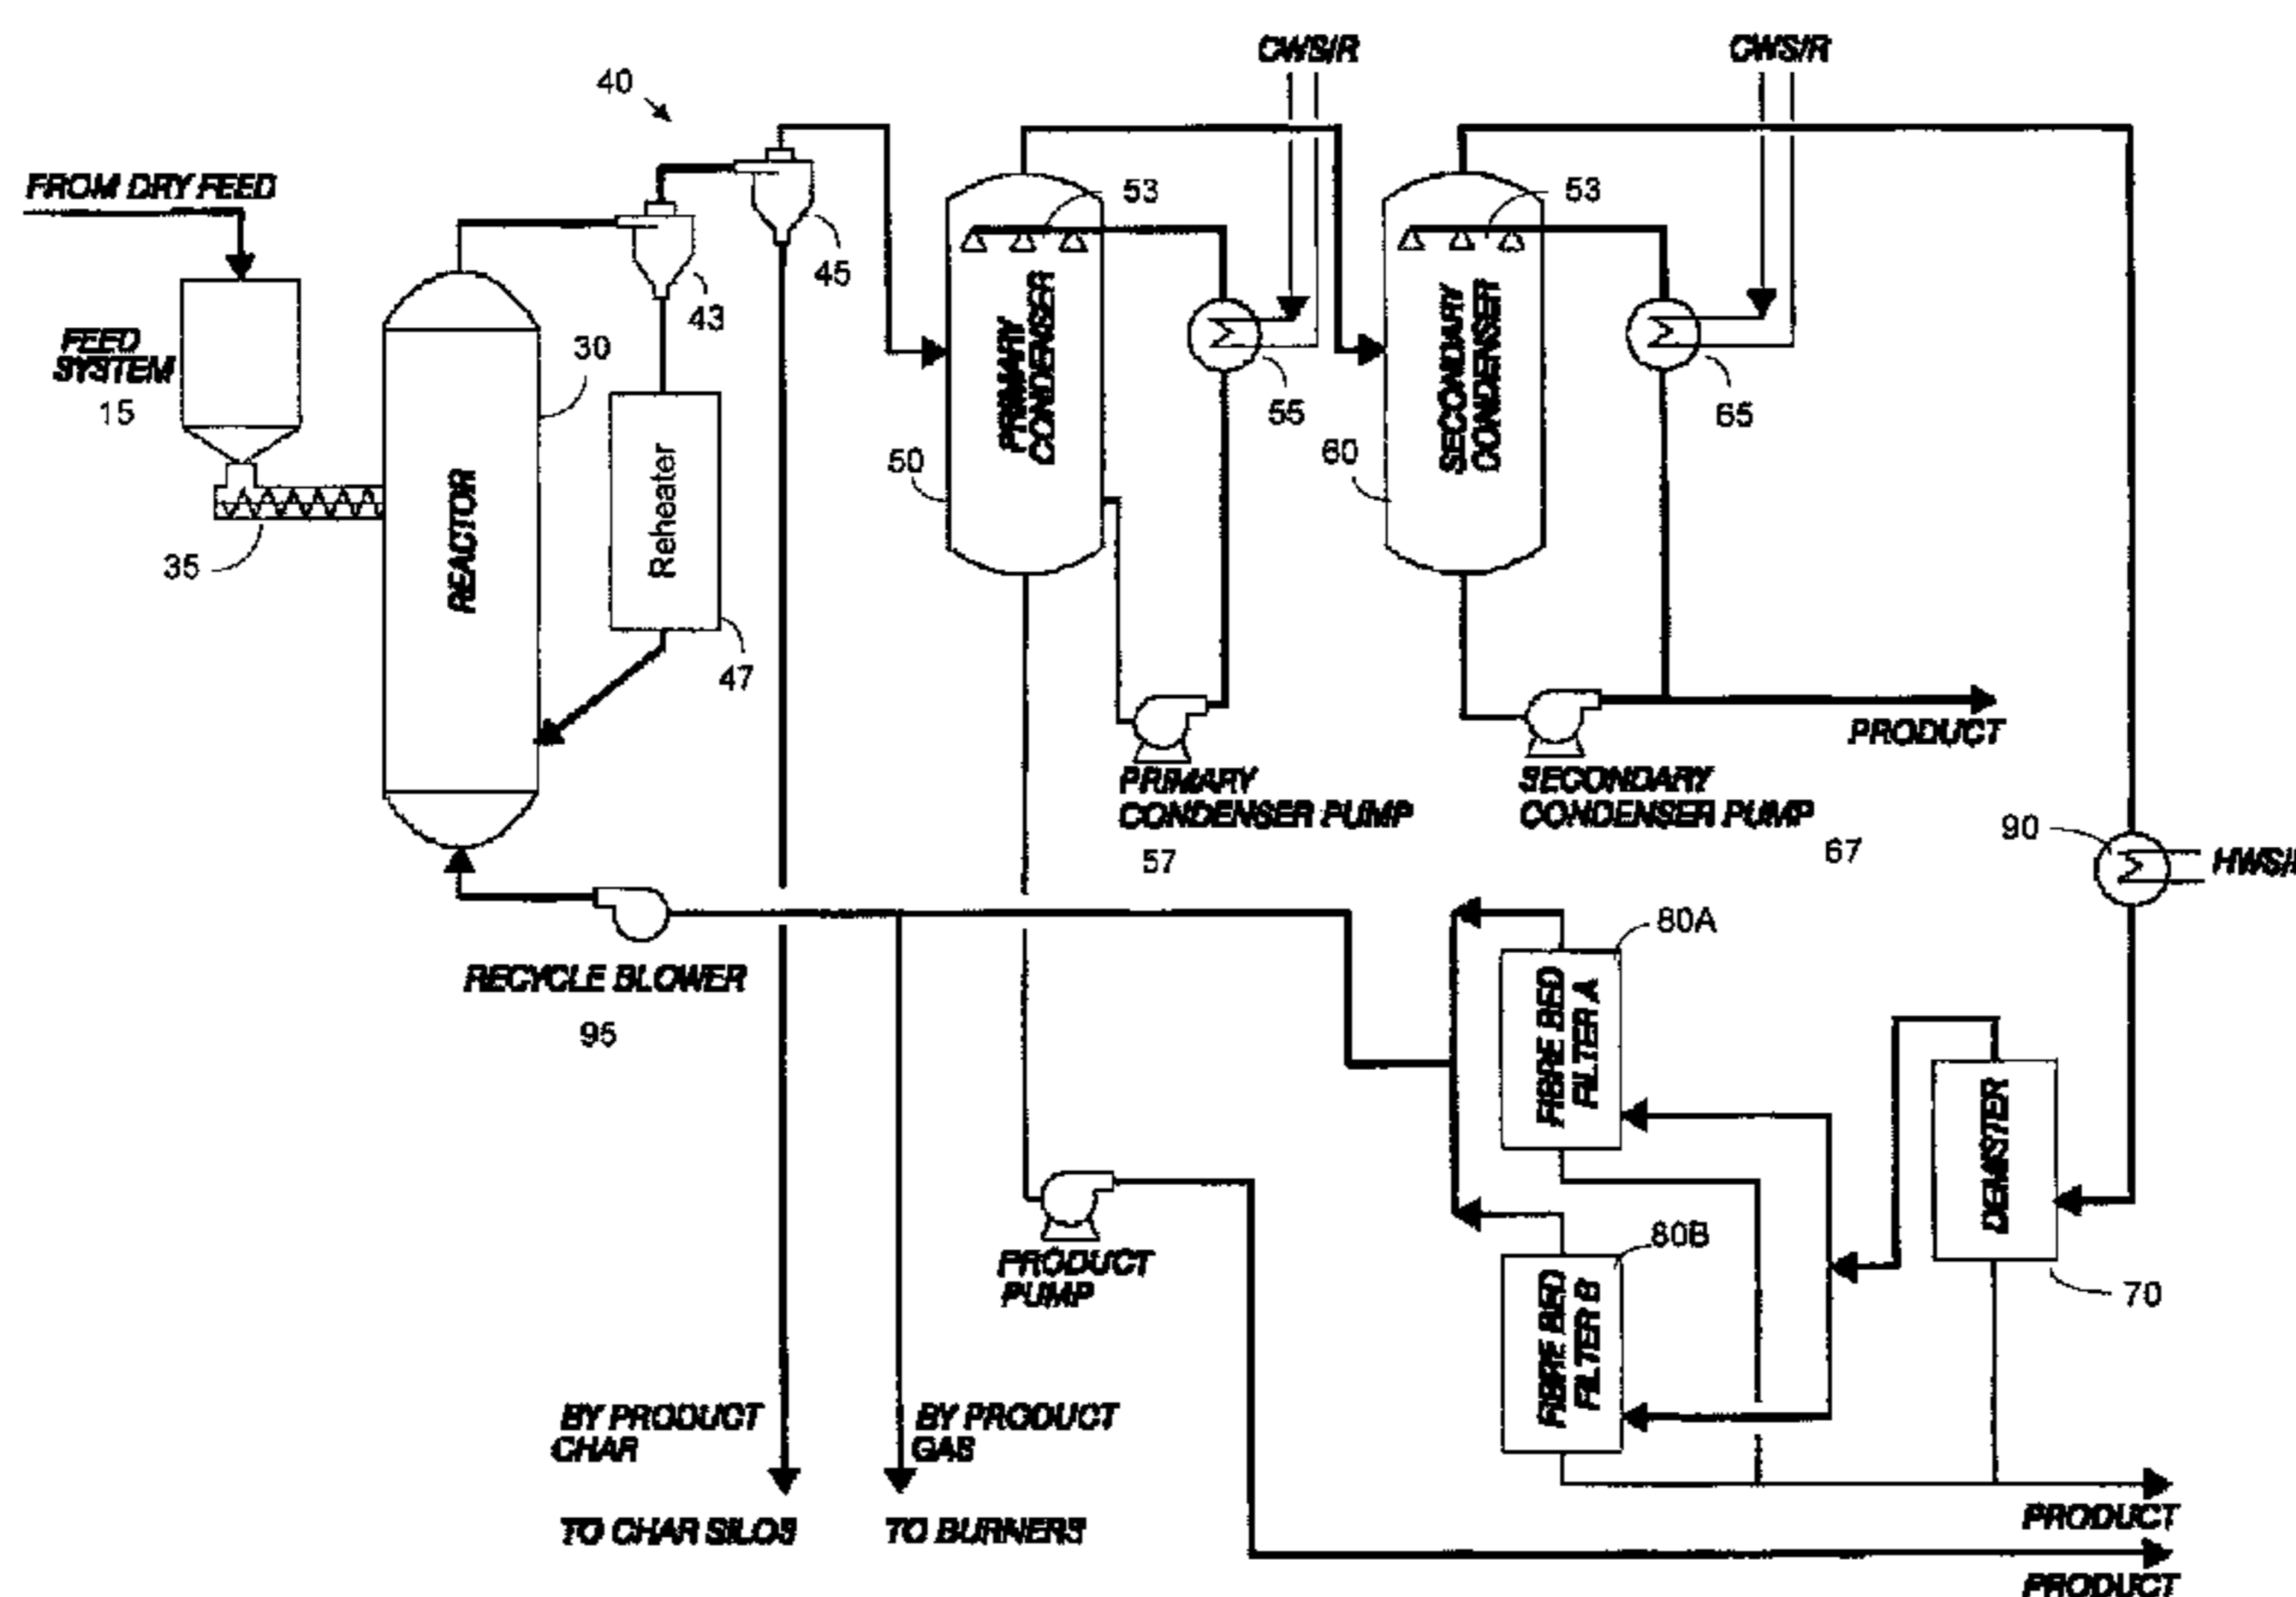 CWS/R
CWS/R
40
FROM DRY FEED
53
53
45
43
FEED
SYSTEM
15
30
PRIMARY
CONDENSER
SECONDARY
CONDENSER
55
65
50
60
REACTOR
Reheater
35
47
PRODUCT
PRIMARY
CONDENSER PUMP
57
SECONDARY
CONDENSER PUMP
67
90
HWS/
80A
FIBRE BED
FILTER A
RECYCLE BLOWER
95
DEMISTER
PRODUCT
PUMP
80B
FIBRE BED
FILTER B
70
BY PRODUCT
CHAR
BY PRODUCT
GAS
TO CHAR SILOS
TO BURNERS
PRODUCT
PRODUCT